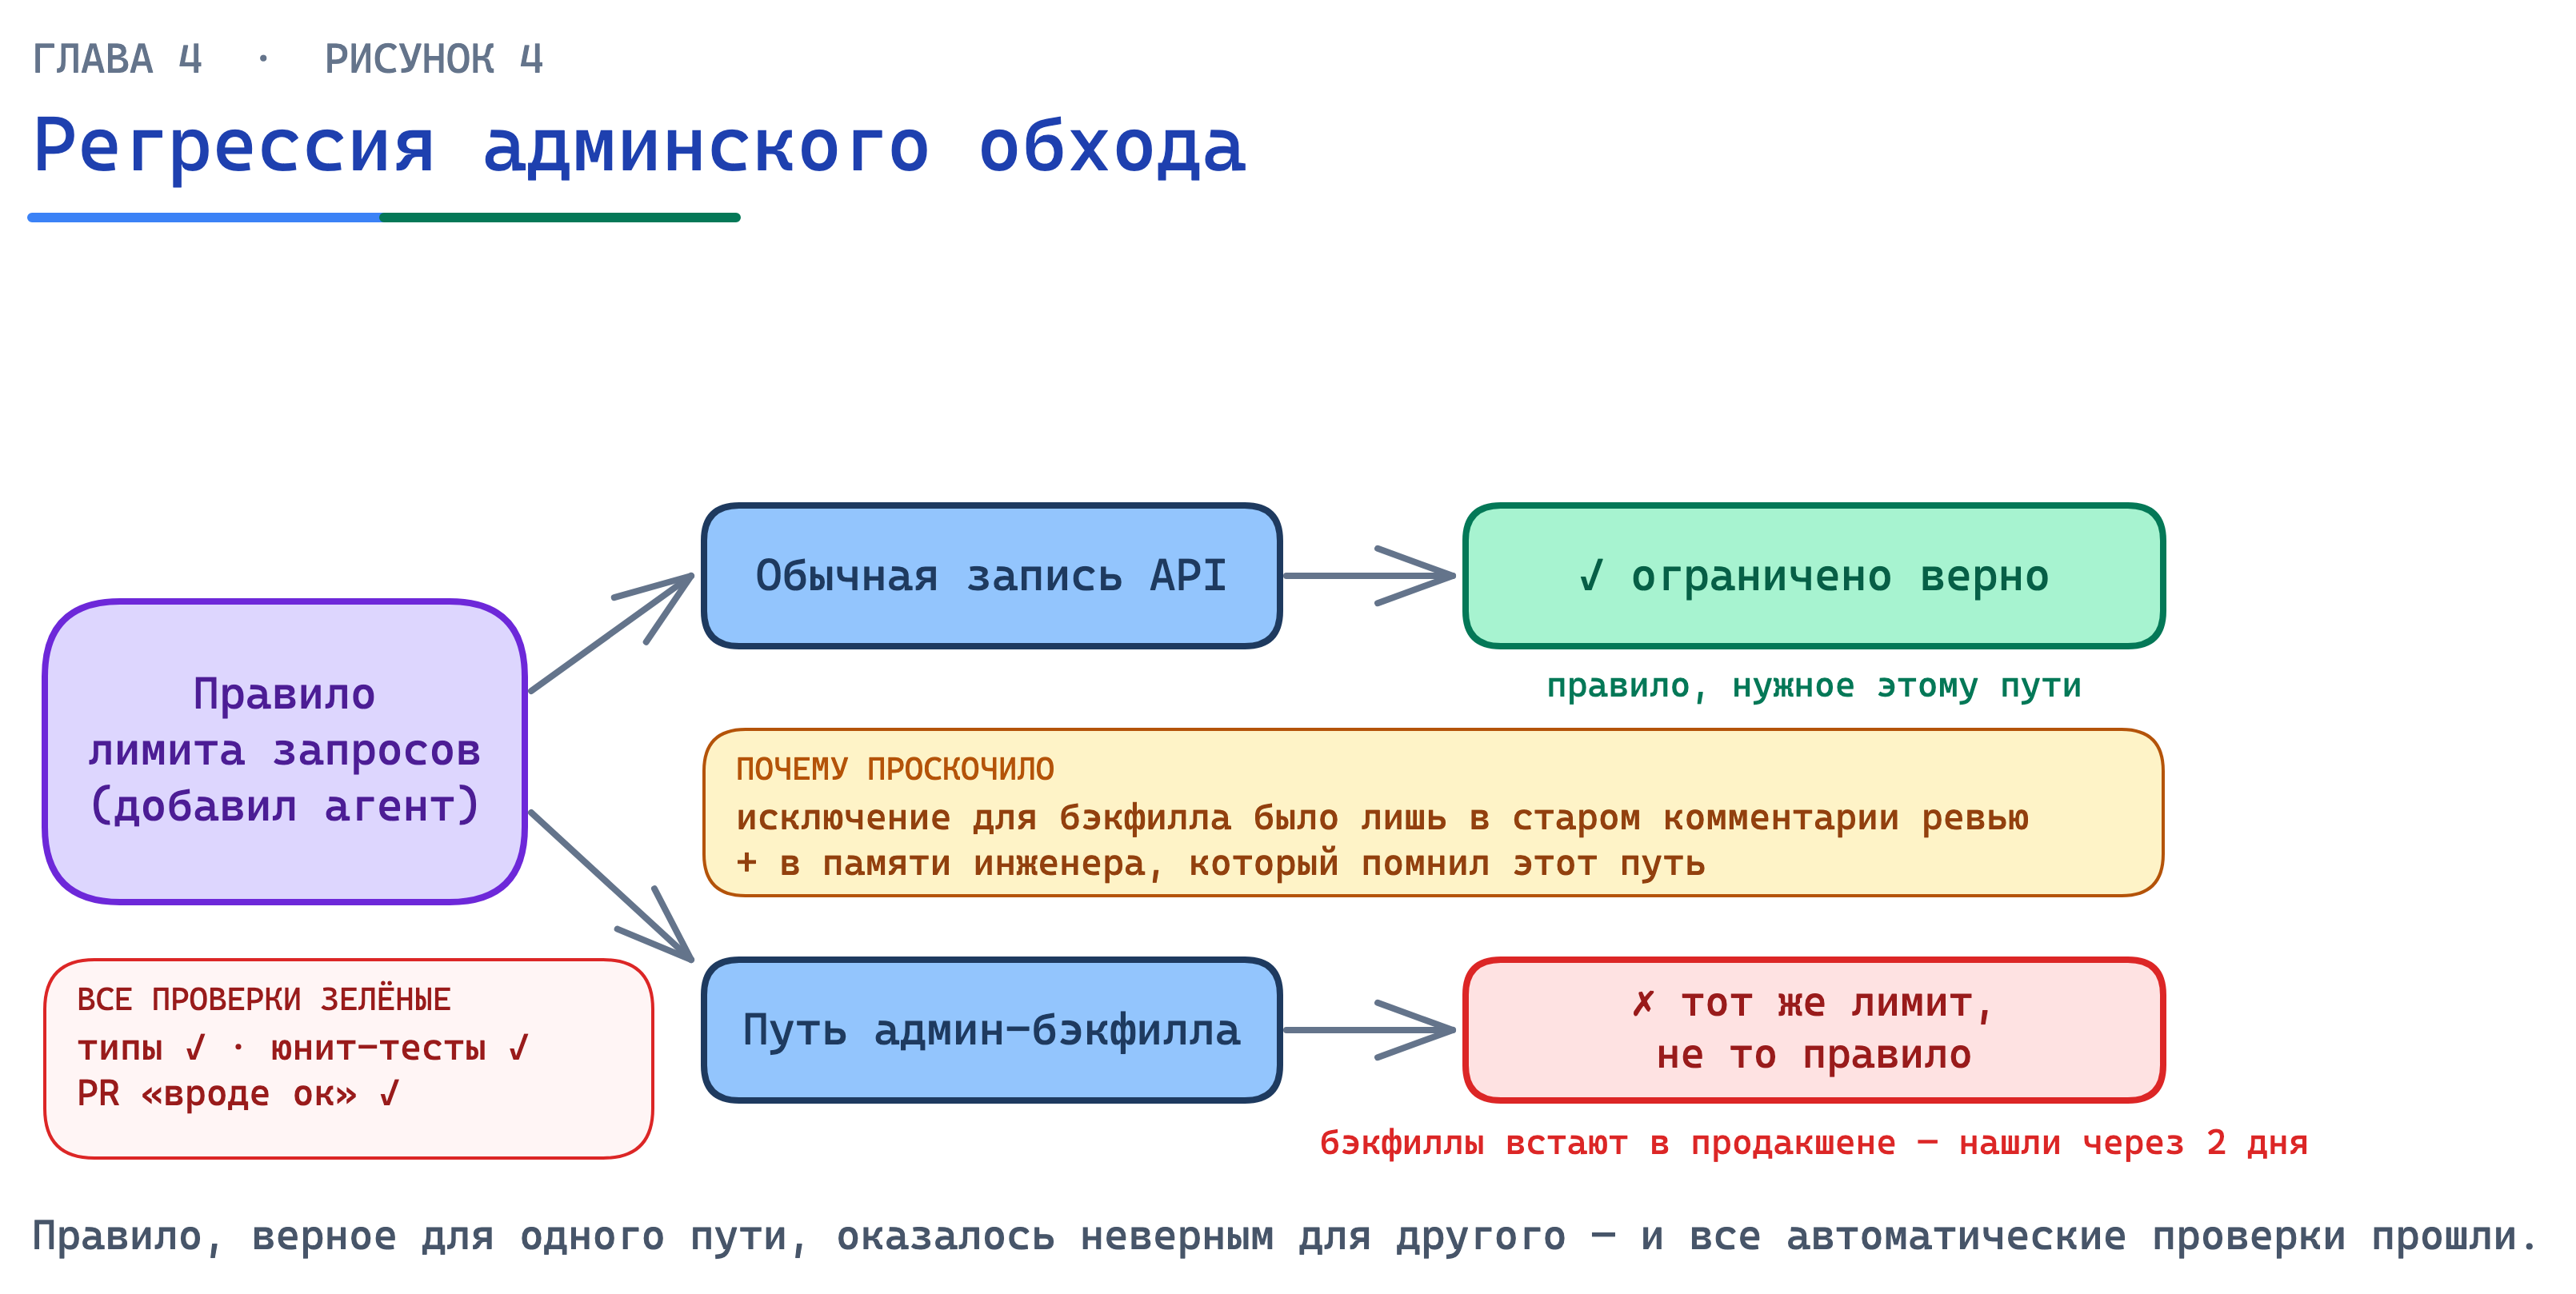 ГЛАВА 4 · РИСУНОК 4
Регрессия админского обхода
Обычная запись API
✓ ограничено верно
правило, нужное этому пути
Правило
лимита запросов
(добавил агент)
ПОЧЕМУ ПРОСКОЧИЛО
исключение для бэкфилла было лишь в старом комментарии ревью
+ в памяти инженера, который помнил этот путь
ВСЕ ПРОВЕРКИ ЗЕЛЁНЫЕ
типы ✓ · юнит-тесты ✓
PR «вроде ок» ✓
Путь админ-бэкфилла
✗ тот же лимит,
не то правило
бэкфиллы встают в продакшене — нашли через 2 дня
Правило, верное для одного пути, оказалось неверным для другого — и все автоматические проверки прошли.